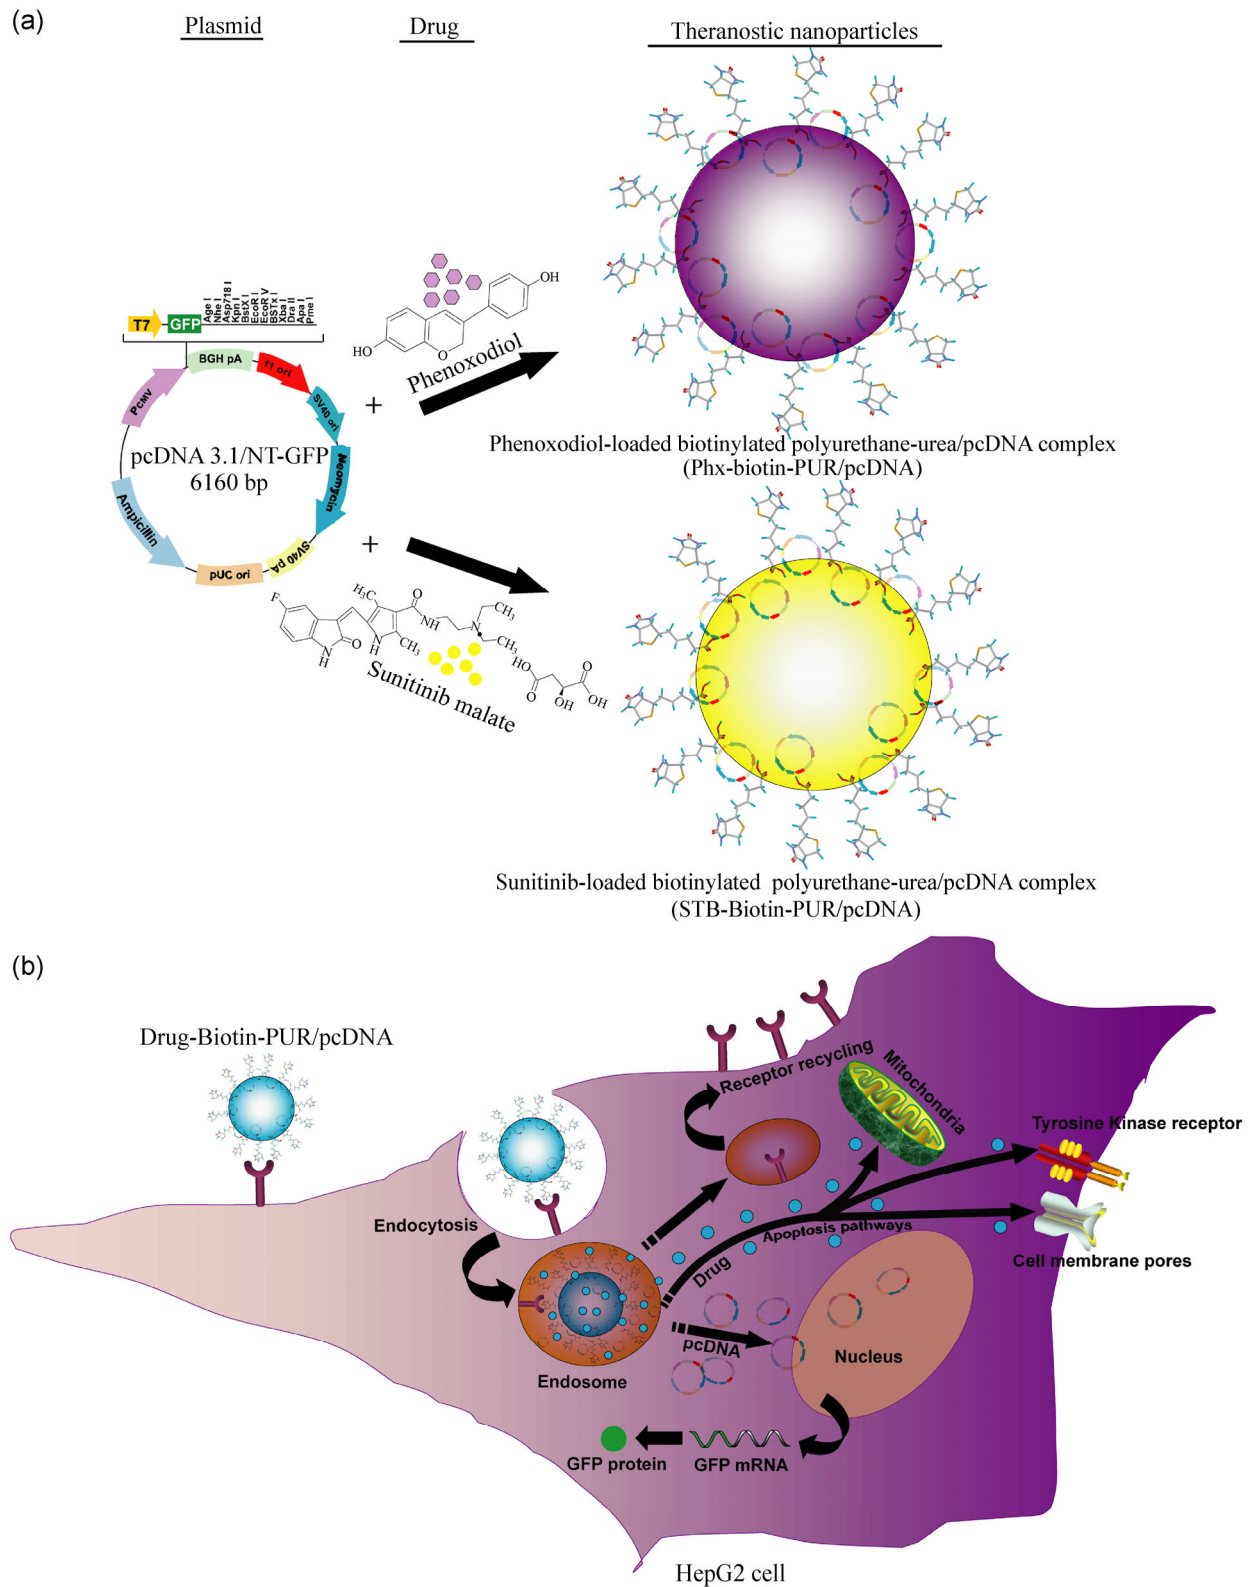 (a)
Plasmid
Drug
Theranostic nanoparticles
OH
HO
O
Phenoxodiol
T7
GFP
Age I
Nhe I
Asp718 I
Kpn I
BstX I
EcoR I
EcoR V
BSTx I
Xba I
Dra II
Apa I
Pme I
BGH pA
f1 ori
SV40 ori
Neomycin
SV40 pA
pUC ori
Ampicillin
PCMV
pcDNA 3.1/NT-GFP
6160 bp
+
+
Phenoxodiol-loaded biotinylated polyurethane-urea/pcDNA complex
(Phx-biotin-PUR/pcDNA)
F
H₃C
O
NH
N
CH₃
CH₃
CH₃
N
H
O
N
H
HO
O
O
OH
OH
Sunitinib malate
Sunitinib-loaded biotinylated polyurethane-urea/pcDNA complex
(STB-Biotin-PUR/pcDNA)
(b)
Drug-Biotin-PUR/pcDNA
Receptor recycling
Mitochondria
Tyrosine Kinase receptor
Endocytosis
Apoptosis pathways
Cell membrane pores
Drug
pcDNA
Nucleus
Endosome
GFP protein
GFP mRNA
HepG2 cell